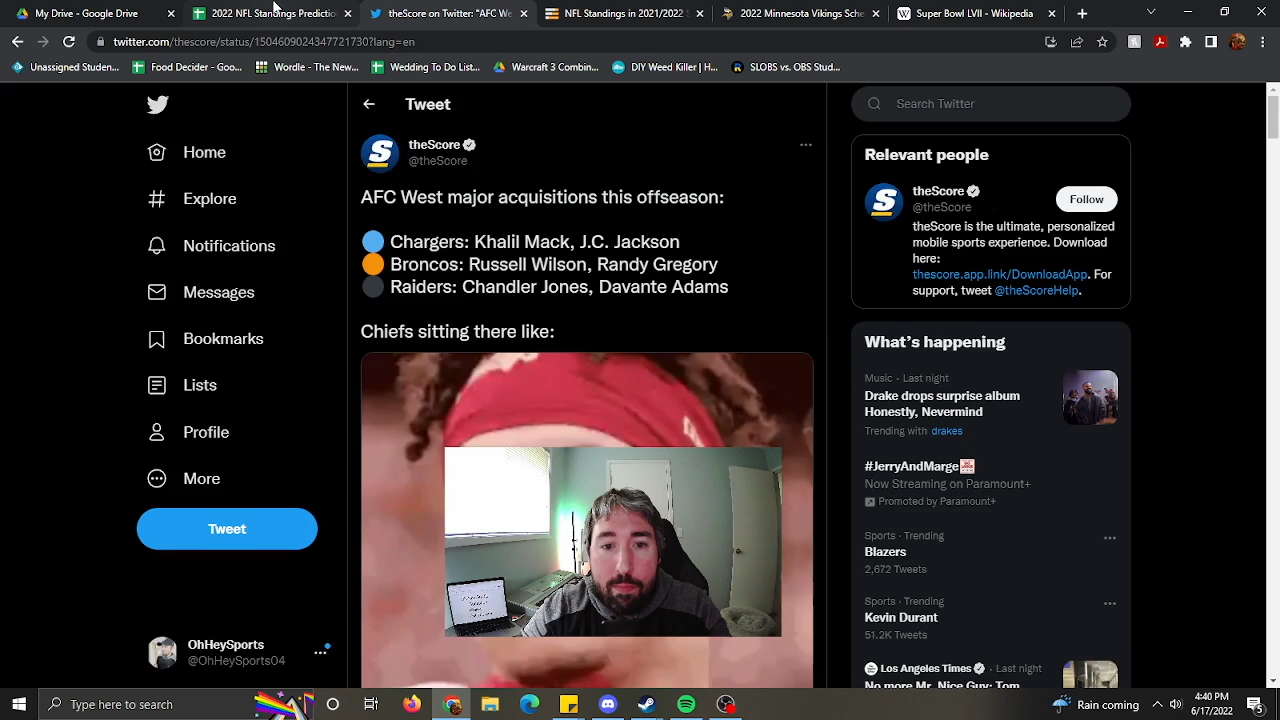 My Drive - Google Drive
2022 NFL Standings Predictio
theScore on Twitter: "AFC We
NFL Standings in 2021/2022 S
2022 Minnesota Vikings Sche
Super Bowl LVII - Wikipedia
twitter.com/thescore/status/1504609024347721730?lang=en
Unassigned Studen...
Food Decider - Goo...
Wordle - The New...
Wedding To Do List...
Warcraft 3 Combin...
DIY Weed Killer | H...
SLOBS vs. OBS Stud...
Home
Explore
Notifications
Messages
Bookmarks
Lists
Profile
More
Tweet
OhHeySports
@OhHeySports04
Tweet
theScore
@theScore
AFC West major acquisitions this offseason:
Chargers: Khalil Mack, J.C. Jackson
Broncos: Russell Wilson, Randy Gregory
Raiders: Chandler Jones, Davante Adams
Chiefs sitting there like:
Search Twitter
Relevant people
theScore
@theScore
Follow
theScore is the ultimate, personalized
mobile sports experience. Download
here:
thescore.app.link/DownloadApp. For
support, tweet @theScoreHelp.
What's happening
Music · Last night
Drake drops surprise album
Honestly, Nevermind
Trending with drakes
#JerryAndMarge
Now Streaming on Paramount+
Promoted by Paramount+
Sports · Trending
Blazers
2,672 Tweets
Sports · Trending
Kevin Durant
51.2K Tweets
Los Angeles Times · Last night
No more Mr. Nice Guy: Tom
Type here to search
Rain coming
4:40 PM
6/17/2022